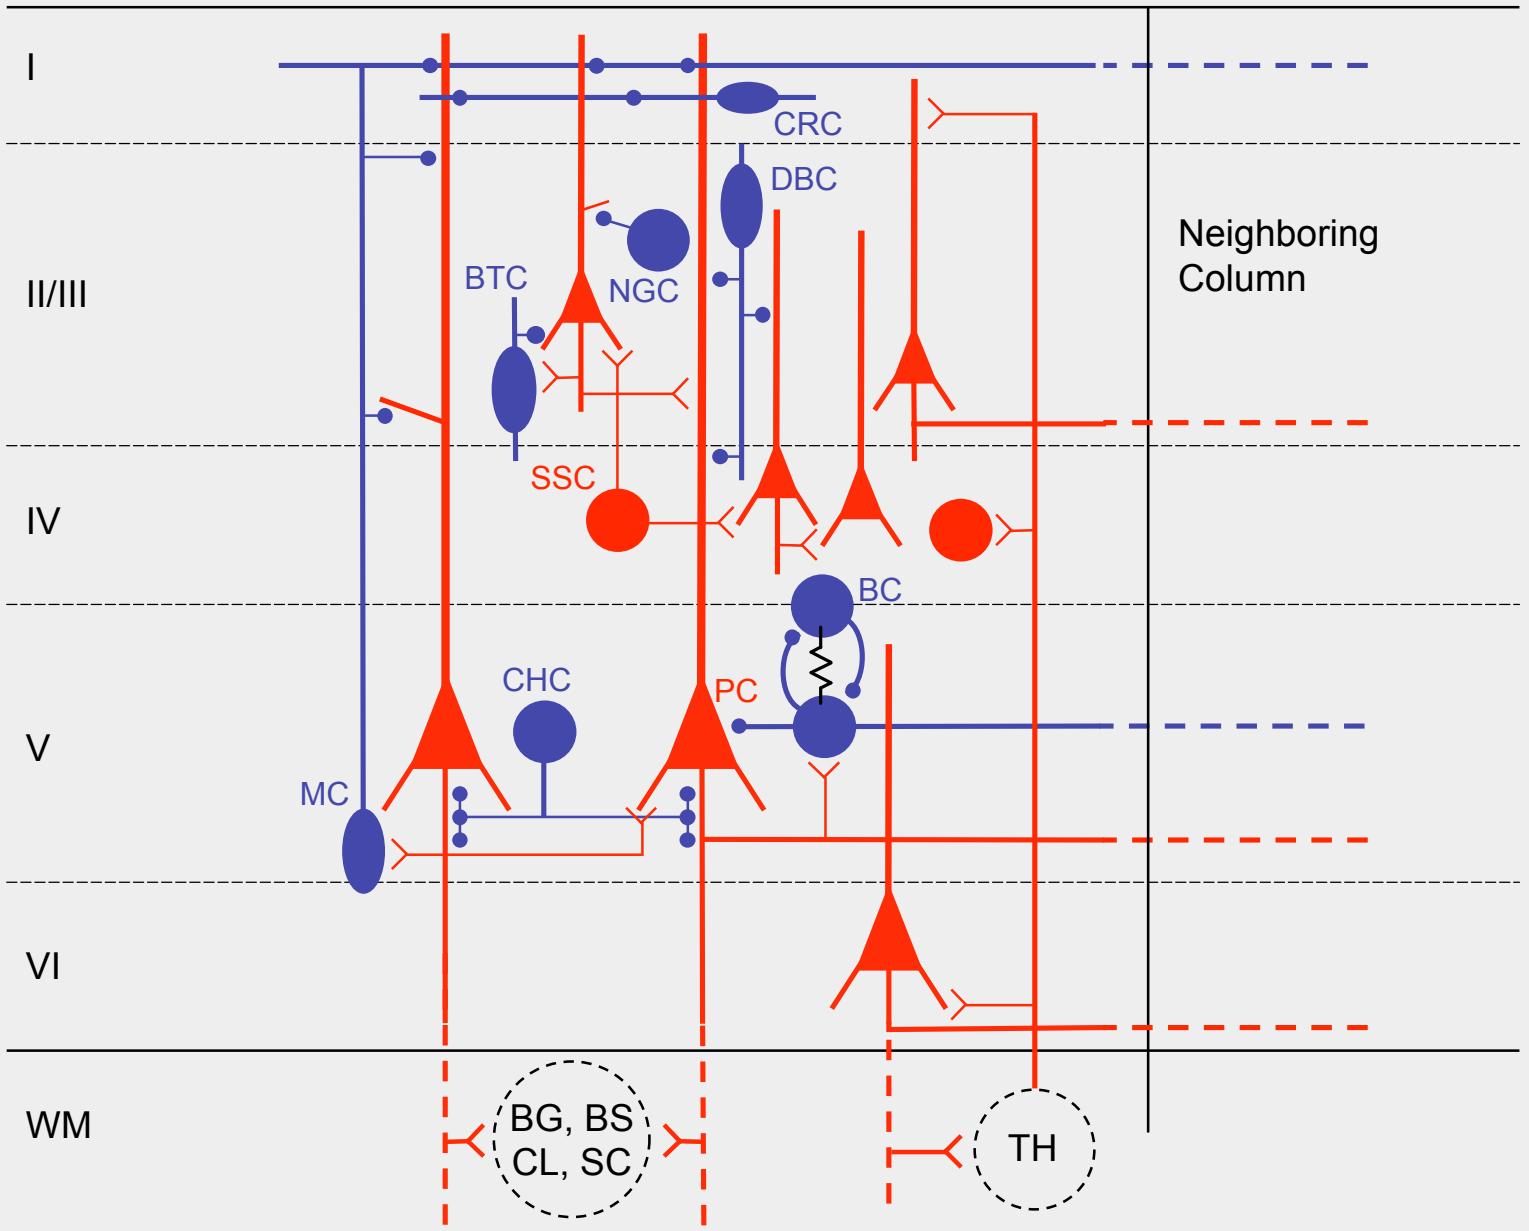 I
CRC
DBC
Neighboring
Column
BTC
NGC
II/III
SSC
IV
BC
CHC
PC
V
MC
VI
BG, BS
CL, SC
TH
WM